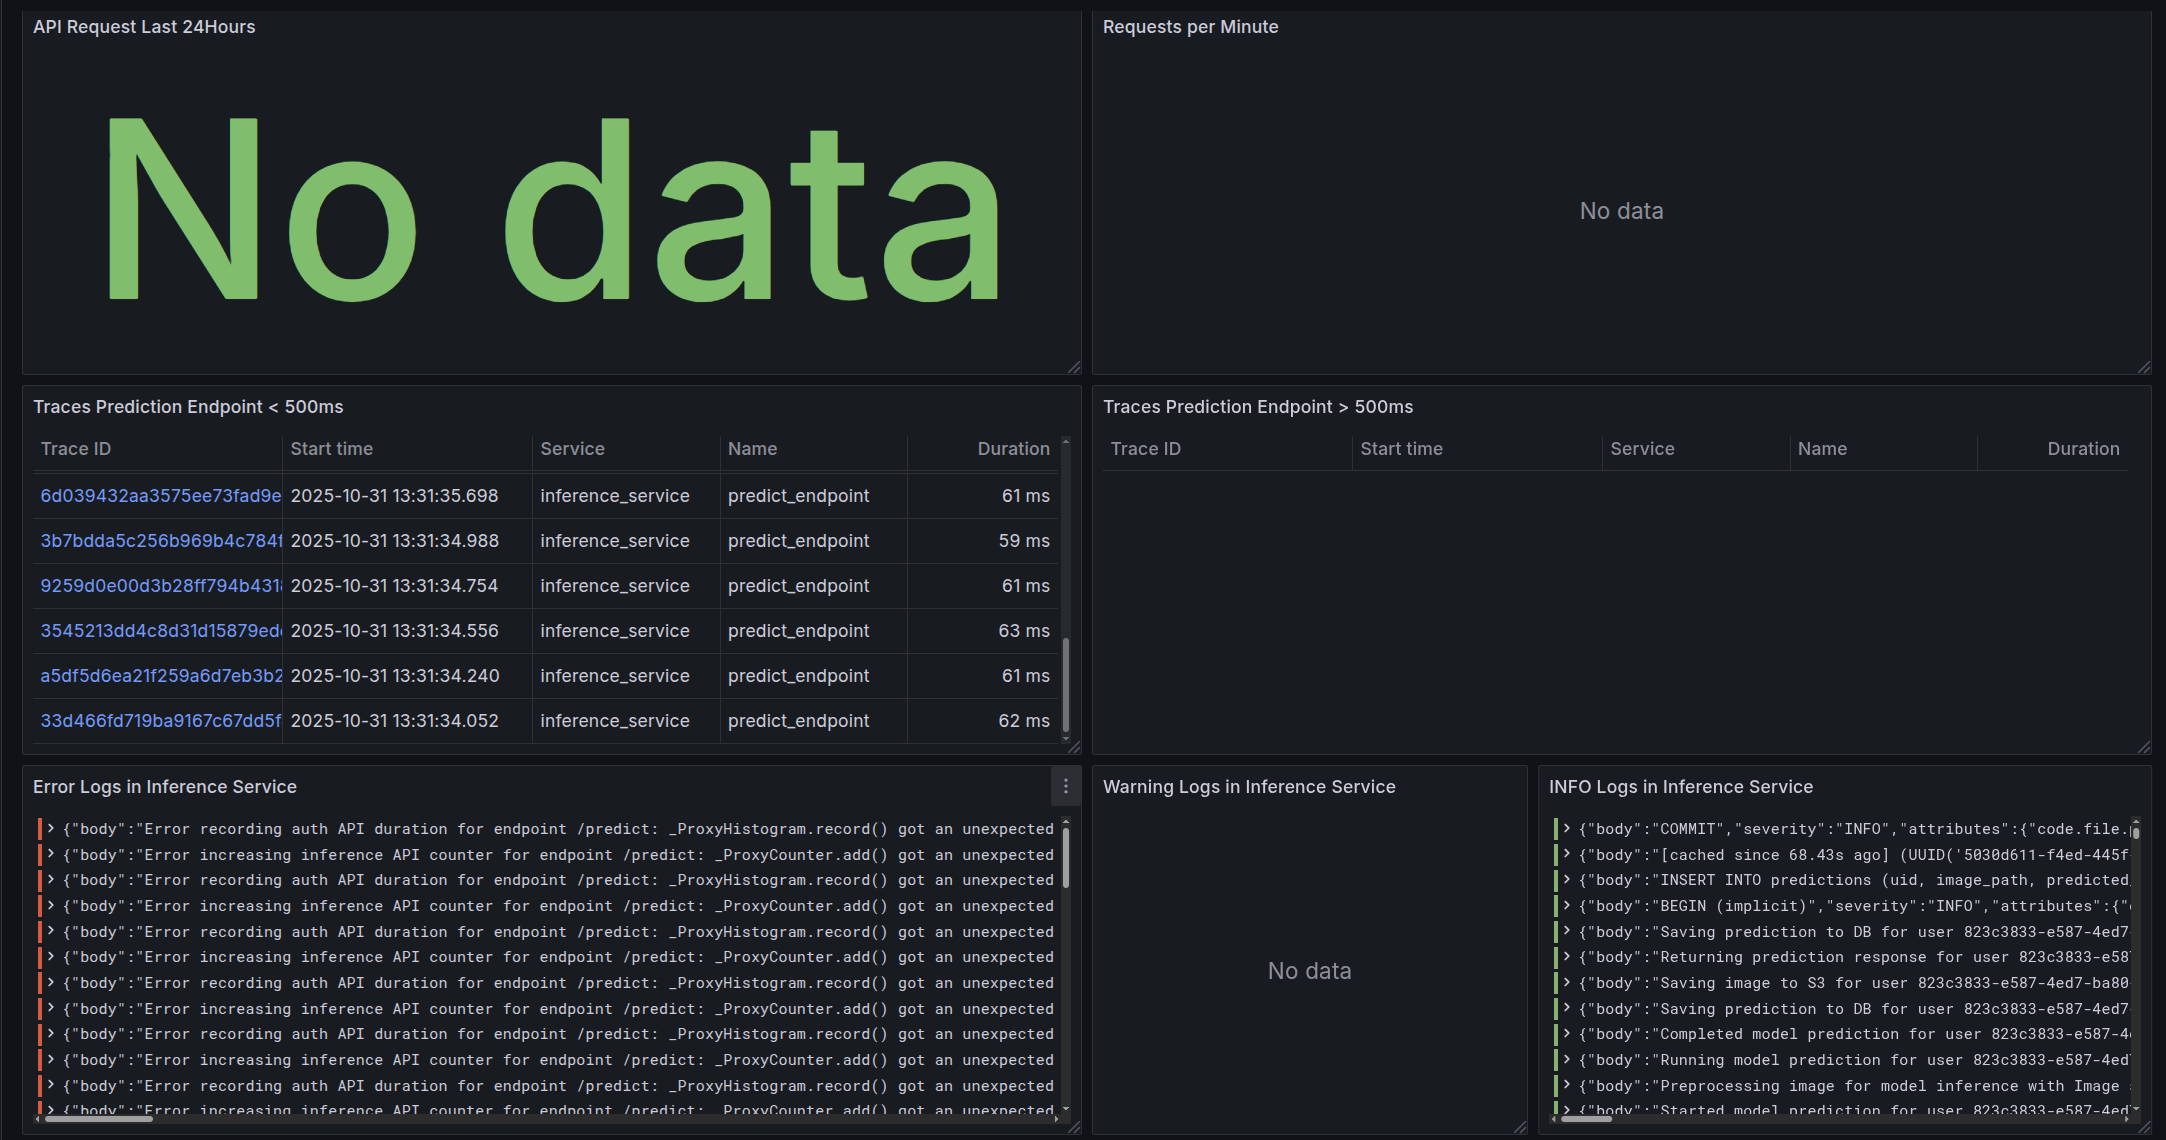 API Request Last 24Hours
No data
Requests per Minute
No data
Traces Prediction Endpoint < 500ms
Trace ID Start time Service Name Duration
6d039432aa3575ee73fad9e 2025-10-31 13:31:35.698 inference_service predict_endpoint 61 ms
3b7bdda5c256b969b4c784f 2025-10-31 13:31:34.988 inference_service predict_endpoint 59 ms
9259d0e00d3b28ff794b431 2025-10-31 13:31:34.754 inference_service predict_endpoint 61 ms
3545213dd4c8d31d15879ed 2025-10-31 13:31:34.556 inference_service predict_endpoint 63 ms
a5df5d6ea21f259a6d7eb3b2 2025-10-31 13:31:34.240 inference_service predict_endpoint 61 ms
33d466fd719ba9167c67dd5f 2025-10-31 13:31:34.052 inference_service predict_endpoint 62 ms
Traces Prediction Endpoint > 500ms
Trace ID Start time Service Name Duration
Error Logs in Inference Service
{"body":"Error recording auth API duration for endpoint /predict: _ProxyHistogram.record() got an unexpected
{"body":"Error increasing inference API counter for endpoint /predict: _ProxyCounter.add() got an unexpected
{"body":"Error recording auth API duration for endpoint /predict: _ProxyHistogram.record() got an unexpected
{"body":"Error increasing inference API counter for endpoint /predict: _ProxyCounter.add() got an unexpected
{"body":"Error recording auth API duration for endpoint /predict: _ProxyHistogram.record() got an unexpected
{"body":"Error increasing inference API counter for endpoint /predict: _ProxyCounter.add() got an unexpected
{"body":"Error recording auth API duration for endpoint /predict: _ProxyHistogram.record() got an unexpected
{"body":"Error increasing inference API counter for endpoint /predict: _ProxyCounter.add() got an unexpected
{"body":"Error recording auth API duration for endpoint /predict: _ProxyHistogram.record() got an unexpected
{"body":"Error increasing inference API counter for endpoint /predict: _ProxyCounter.add() got an unexpected
{"body":"Error recording auth API duration for endpoint /predict: _ProxyHistogram.record() got an unexpected
{"body":"Error increasing inference API counter for endpoint /predict: _ProxyCounter.add() got an unexpected
Warning Logs in Inference Service
No data
INFO Logs in Inference Service
{"body":"COMMIT","severity":"INFO","attributes":{"code.file.
{"body":"[cached since 68.43s ago] (UUID('5030d611-f4ed-445f
{"body":"INSERT INTO predictions (uid, image_path, predicted
{"body":"BEGIN (implicit)","severity":"INFO","attributes":{"
{"body":"Saving prediction to DB for user 823c3833-e587-4ed7
{"body":"Returning prediction response for user 823c3833-e58
{"body":"Saving image to S3 for user 823c3833-e587-4ed7-ba80
{"body":"Saving prediction to DB for user 823c3833-e587-4ed7
{"body":"Completed model prediction for user 823c3833-e587-4
{"body":"Running model prediction for user 823c3833-e587-4ed
{"body":"Preprocessing image for model inference with Image
{"body":"Started model prediction for user 823c3833-e587-4ed